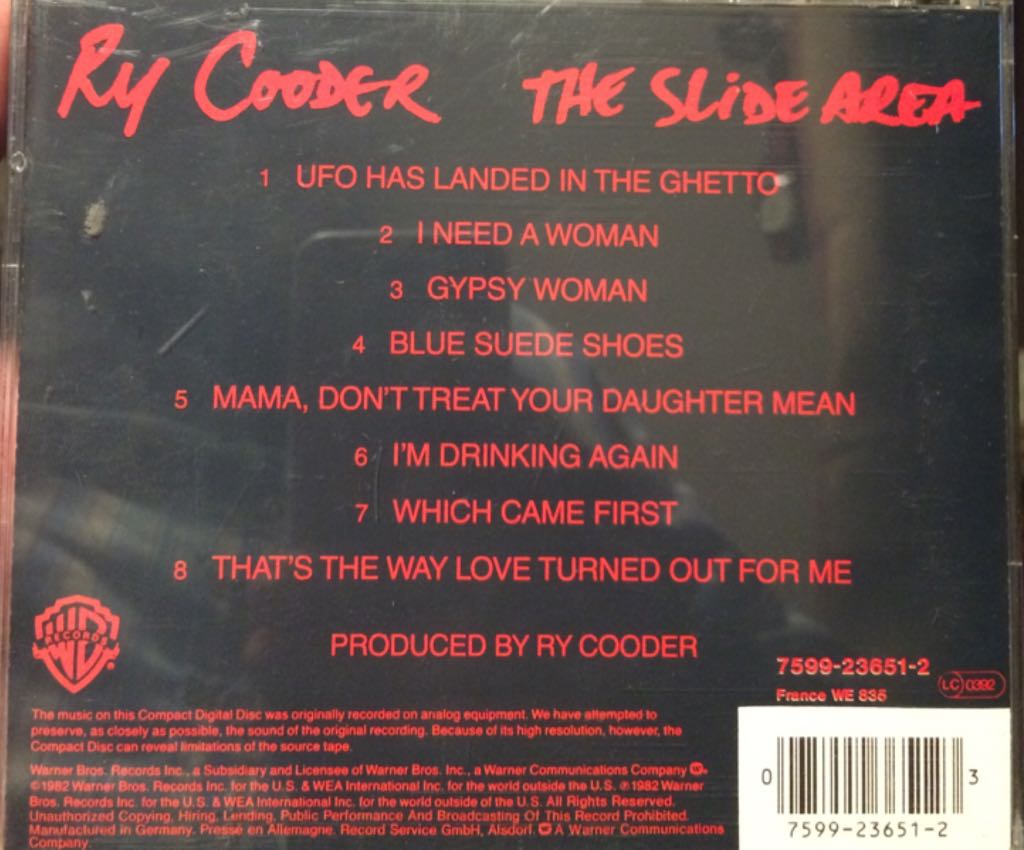 Ry Cooder THE SLiDE AREA
1 UFO HAS LANDED IN THE GHETTO
2 I NEED A WOMAN
3 GYPSY WOMAN
4 BLUE SUEDE SHOES
5 MAMA, DON'T TREAT YOUR DAUGHTER MEAN
6 I'M DRINKING AGAIN
7 WHICH CAME FIRST
8 THAT'S THE WAY LOVE TURNED OUT FOR ME
RECORDS
PRODUCED BY RY COODER
7599-23651-2
LC 0392
France WE 835
The music on this Compact Digital Disc was originally recorded on analog equipment. We have attempted to
preserve, as closely as possible, the sound of the original recording. Because of its high resolution, however, the
Compact Disc can reveal limitations of the source tape.
Warner Bros. Records Inc., a Subsidiary and Licensee of Warner Bros. Inc., a Warner Communications Company
©1982 Warner Bros. Records Inc. for the U.S. & WEA International Inc. for the world outside the U.S. ℗1982 Warner
Bros. Records Inc. for the U.S. & WEA International Inc. for the world outside of the U.S. All Rights Reserved.
Unauthorized Copying, Hiring, Lending, Public Performance And Broadcasting Of This Record Prohibited.
Manufactured in Germany. Pressé en Allemagne. Record Service GmbH, Alsdorf. A Warner Communications
Company.
0 3
7599-23651-2